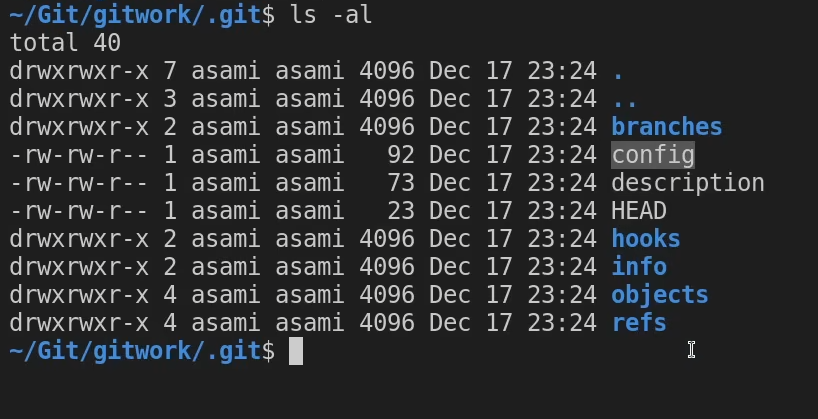 ~/Git/gitwork/.git$ ls -al
total 40
drwxrwxr-x 7 asami asami 4096 Dec 17 23:24 .
drwxrwxr-x 3 asami asami 4096 Dec 17 23:24 ..
drwxrwxr-x 2 asami asami 4096 Dec 17 23:24 branches
-rw-rw-r-- 1 asami asami   92 Dec 17 23:24 config
-rw-rw-r-- 1 asami asami   73 Dec 17 23:24 description
-rw-rw-r-- 1 asami asami   23 Dec 17 23:24 HEAD
drwxrwxr-x 2 asami asami 4096 Dec 17 23:24 hooks
drwxrwxr-x 2 asami asami 4096 Dec 17 23:24 info
drwxrwxr-x 4 asami asami 4096 Dec 17 23:24 objects
drwxrwxr-x 4 asami asami 4096 Dec 17 23:24 refs
~/Git/gitwork/.git$